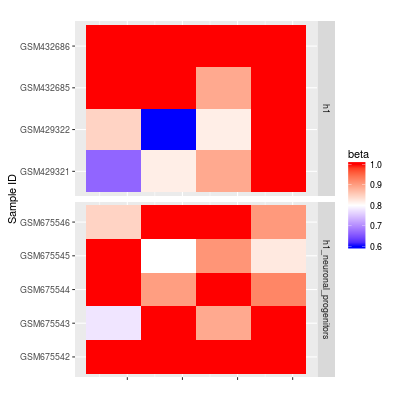 Sample ID
GSM432686
GSM432685
GSM429322
GSM429321
h1
GSM675546
GSM675545
GSM675544
GSM675543
GSM675542
h1_neuronal_progenitors
beta
1.0
0.9
0.8
0.7
0.6